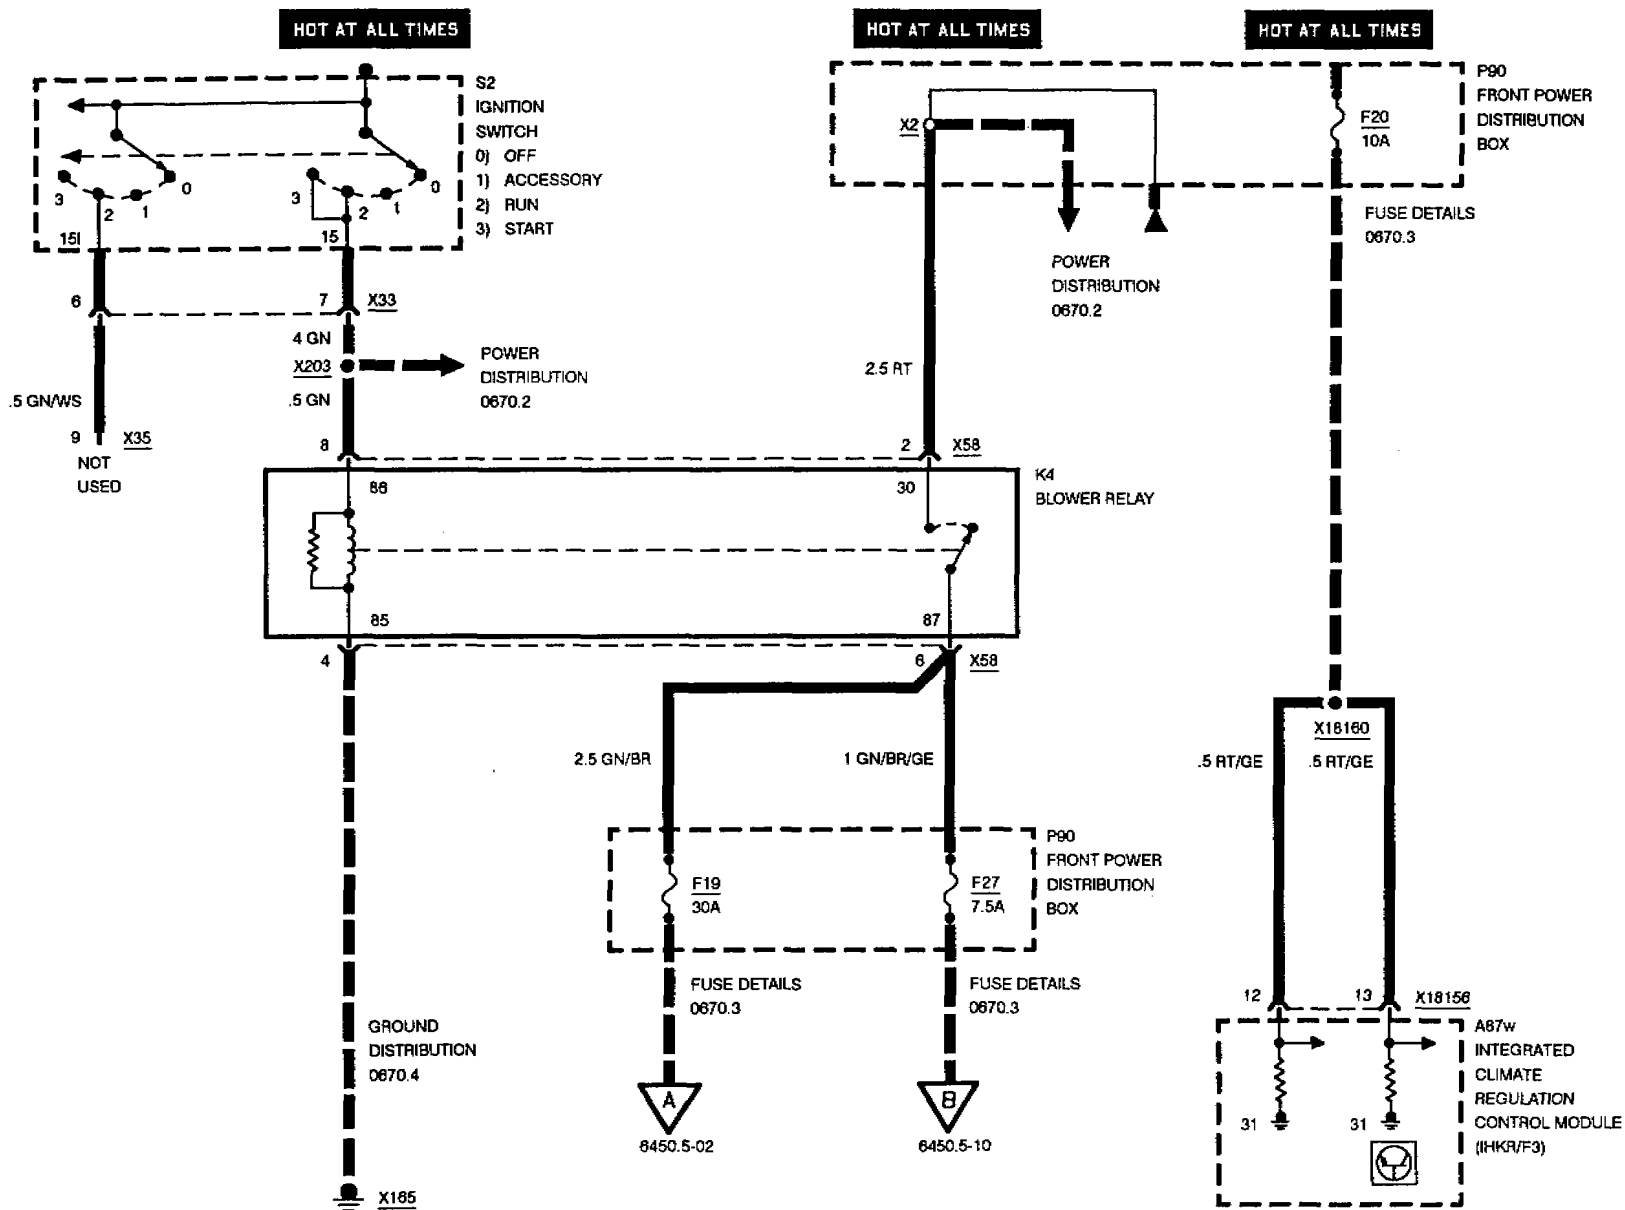 HOT AT ALL TIMES
HOT AT ALL TIMES
HOT AT ALL TIMES
S2
IGNITION
SWITCH
0) OFF
1) ACCESSORY
2) RUN
3) START
3
2
1
0
15I
3
2
1
0
15
6
7
X33
4 GN
X203
POWER
DISTRIBUTION
0670.2
.5 GN/WS
.5 GN
9
X35
NOT
USED
8
X2
P90
FRONT POWER
DISTRIBUTION
BOX
F20
10A
FUSE DETAILS
0670.3
POWER
DISTRIBUTION
0670.2
2.5 RT
2
X58
K4
BLOWER RELAY
86
30
85
87
4
6
X58
2.5 GN/BR
1 GN/BR/GE
P90
FRONT POWER
DISTRIBUTION
BOX
F19
30A
F27
7.5A
FUSE DETAILS
0670.3
FUSE DETAILS
0670.3
GROUND
DISTRIBUTION
0670.4
A
6450.5-02
B
6450.5-10
X165
X18160
.5 RT/GE
.5 RT/GE
12
13
X18156
A67w
INTEGRATED
CLIMATE
REGULATION
CONTROL MODULE
(IHKR/F3)
31
31